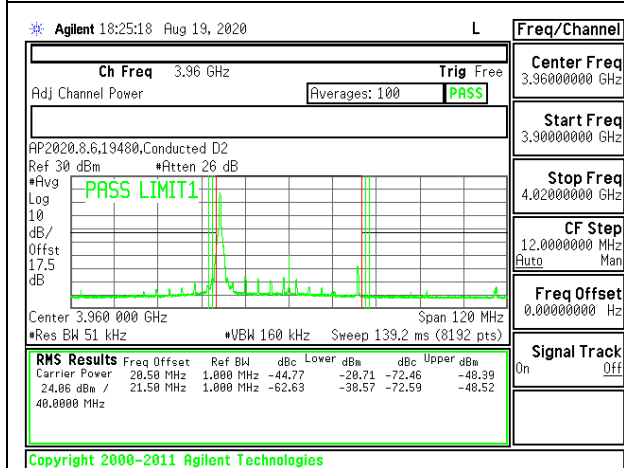 Agilent 18:25:18 Aug 19, 2020 L
Ch Freq 3.96 GHz Trig Free
Adj Channel Power Averages: 100 PASS
AP2020.8.6,19480,Conducted D2
Ref 30 dBm #Atten 26 dB
#Avg
Log
10
dB/
Offst
17.5
dB
PASS LIMIT1
Center 3.960 000 GHz Span 120 MHz
#Res BW 51 kHz #VBW 160 kHz Sweep 139.2 ms (8192 pts)
RMS Results Freq Offset Ref BW dBc Lower dBm dBc Upper dBm
Carrier Power 20.50 MHz 1.000 MHz -44.77 -20.71 -72.46 -48.39
24.06 dBm / 21.50 MHz 1.000 MHz -62.63 -38.57 -72.59 -48.52
40.0000 MHz
Copyright 2000-2011 Agilent Technologies
Freq/Channel
Center Freq
3.96000000 GHz
Start Freq
3.90000000 GHz
Stop Freq
4.02000000 GHz
CF Step
12.0000000 MHz
Auto Man
Freq Offset
0.00000000 Hz
Signal Track
On Off